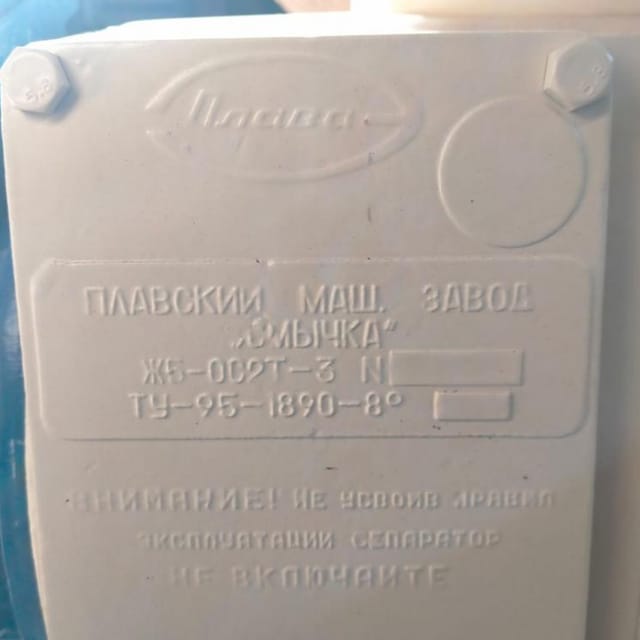 Плава
ПЛАВСКИЙ МАШ. ЗАВОД
„СМЫЧКА"
Ж5-ОС2Т-3 N
ТУ-95-1890-8
ВНИМАНИЕ! НЕ УСВОИВ ПРАВИЛ
ЭКСПЛУАТАЦИИ СЕПАРАТОР
НЕ ВКЛЮЧАЙТЕ